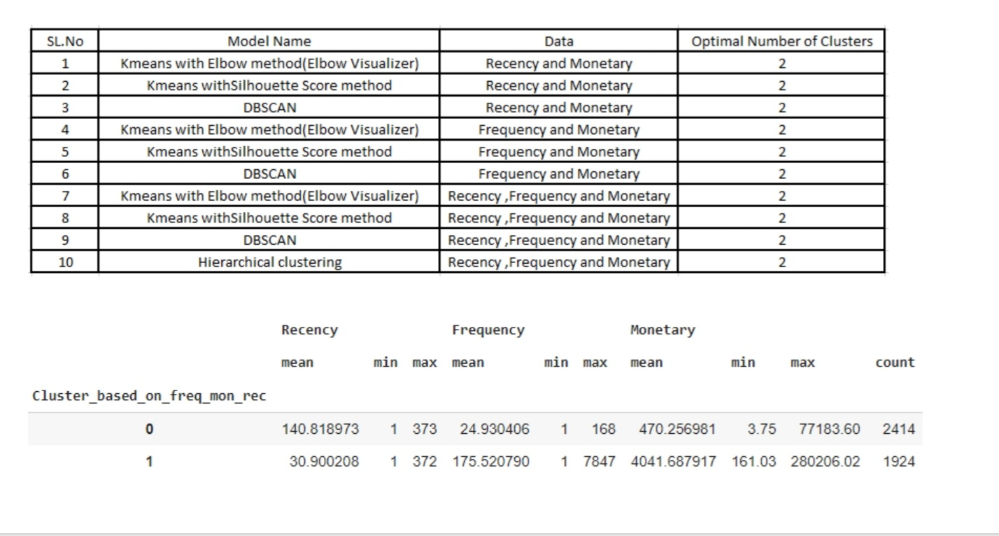 SL.No Model Name Data Optimal Number of Clusters
1 Kmeans with Elbow method(Elbow Visualizer) Recency and Monetary 2
2 Kmeans withSilhouette Score method Recency and Monetary 2
3 DBSCAN Recency and Monetary 2
4 Kmeans with Elbow method(Elbow Visualizer) Frequency and Monetary 2
5 Kmeans withSilhouette Score method Frequency and Monetary 2
6 DBSCAN Frequency and Monetary 2
7 Kmeans with Elbow method(Elbow Visualizer) Recency ,Frequency and Monetary 2
8 Kmeans withSilhouette Score method Recency ,Frequency and Monetary 2
9 DBSCAN Recency ,Frequency and Monetary 2
10 Hierarchical clustering Recency ,Frequency and Monetary 2
Recency Frequency Monetary
mean min max mean min max mean min max count
Cluster_based_on_freq_mon_rec
0 140.818973 1 373 24.930406 1 168 470.256981 3.75 77183.60 2414
1 30.900208 1 372 175.520790 1 7847 4041.687917 161.03 280206.02 1924